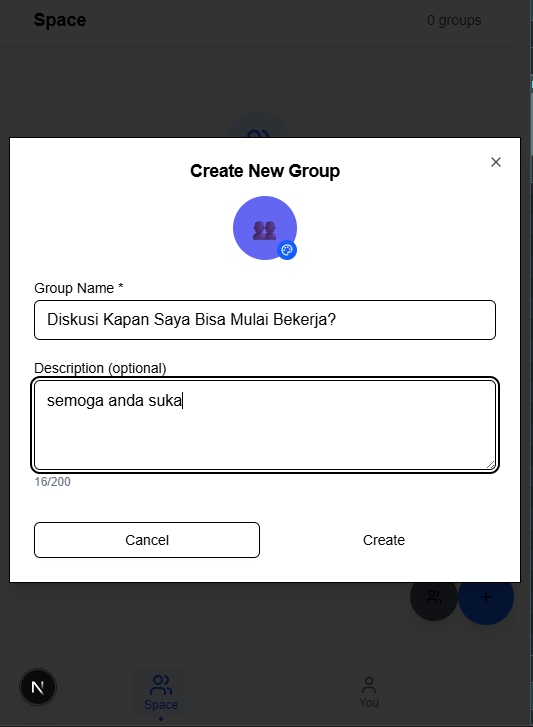 Space
0 groups
Create New Group
Group Name *
Diskusi Kapan Saya Bisa Mulai Bekerja?
Description (optional)
semoga anda suka
16/200
Cancel
Create
N
Space
You